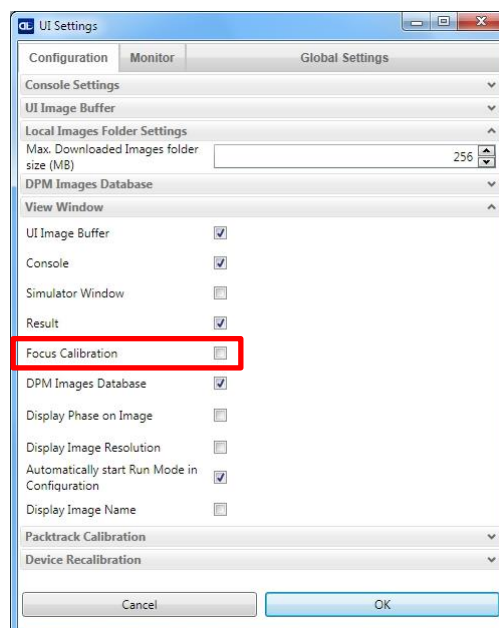 DL UI Settings
Configuration Monitor Global Settings
Console Settings
UI Image Buffer
Local Images Folder Settings
Max. Downloaded Images folder
size (MB)
256
DPM Images Database
View Window
UI Image Buffer
Console
Simulator Window
Result
Focus Calibration
DPM Images Database
Display Phase on Image
Display Image Resolution
Automatically start Run Mode in
Configuration
Display Image Name
Packtrack Calibration
Device Recalibration
Cancel OK